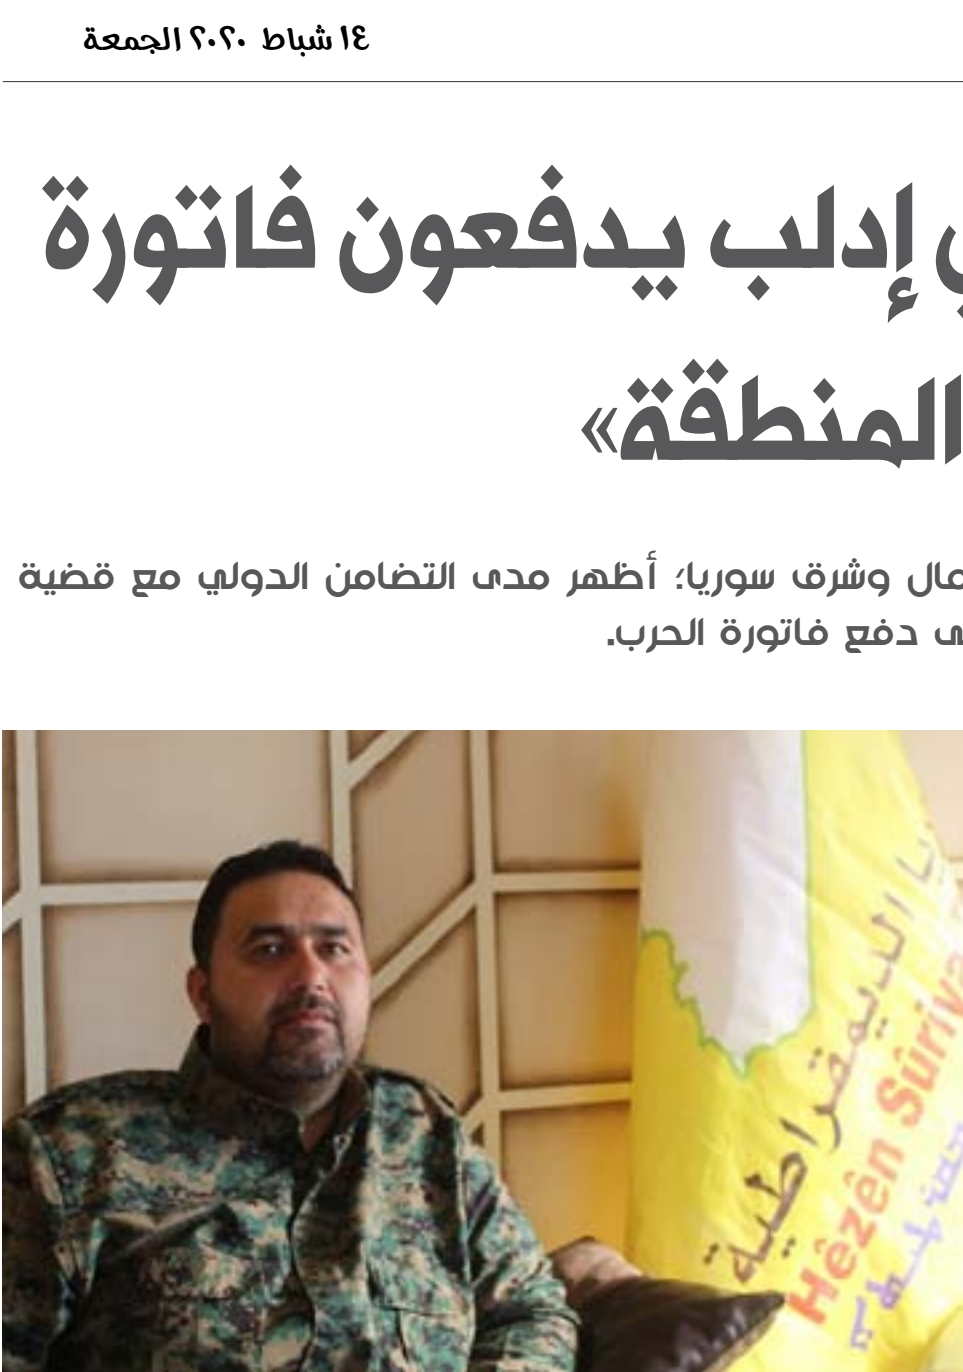 ١٤ شباط ٢٠٢٠ الجمعة
إدلب يدفعون فاتورة
المنطقة»
وشرق سوريا؛ أظهر مدى التضامن الدولي مع قضية
دفع فاتورة الحرب.
الديمقراطية
Hêzên Sûriya